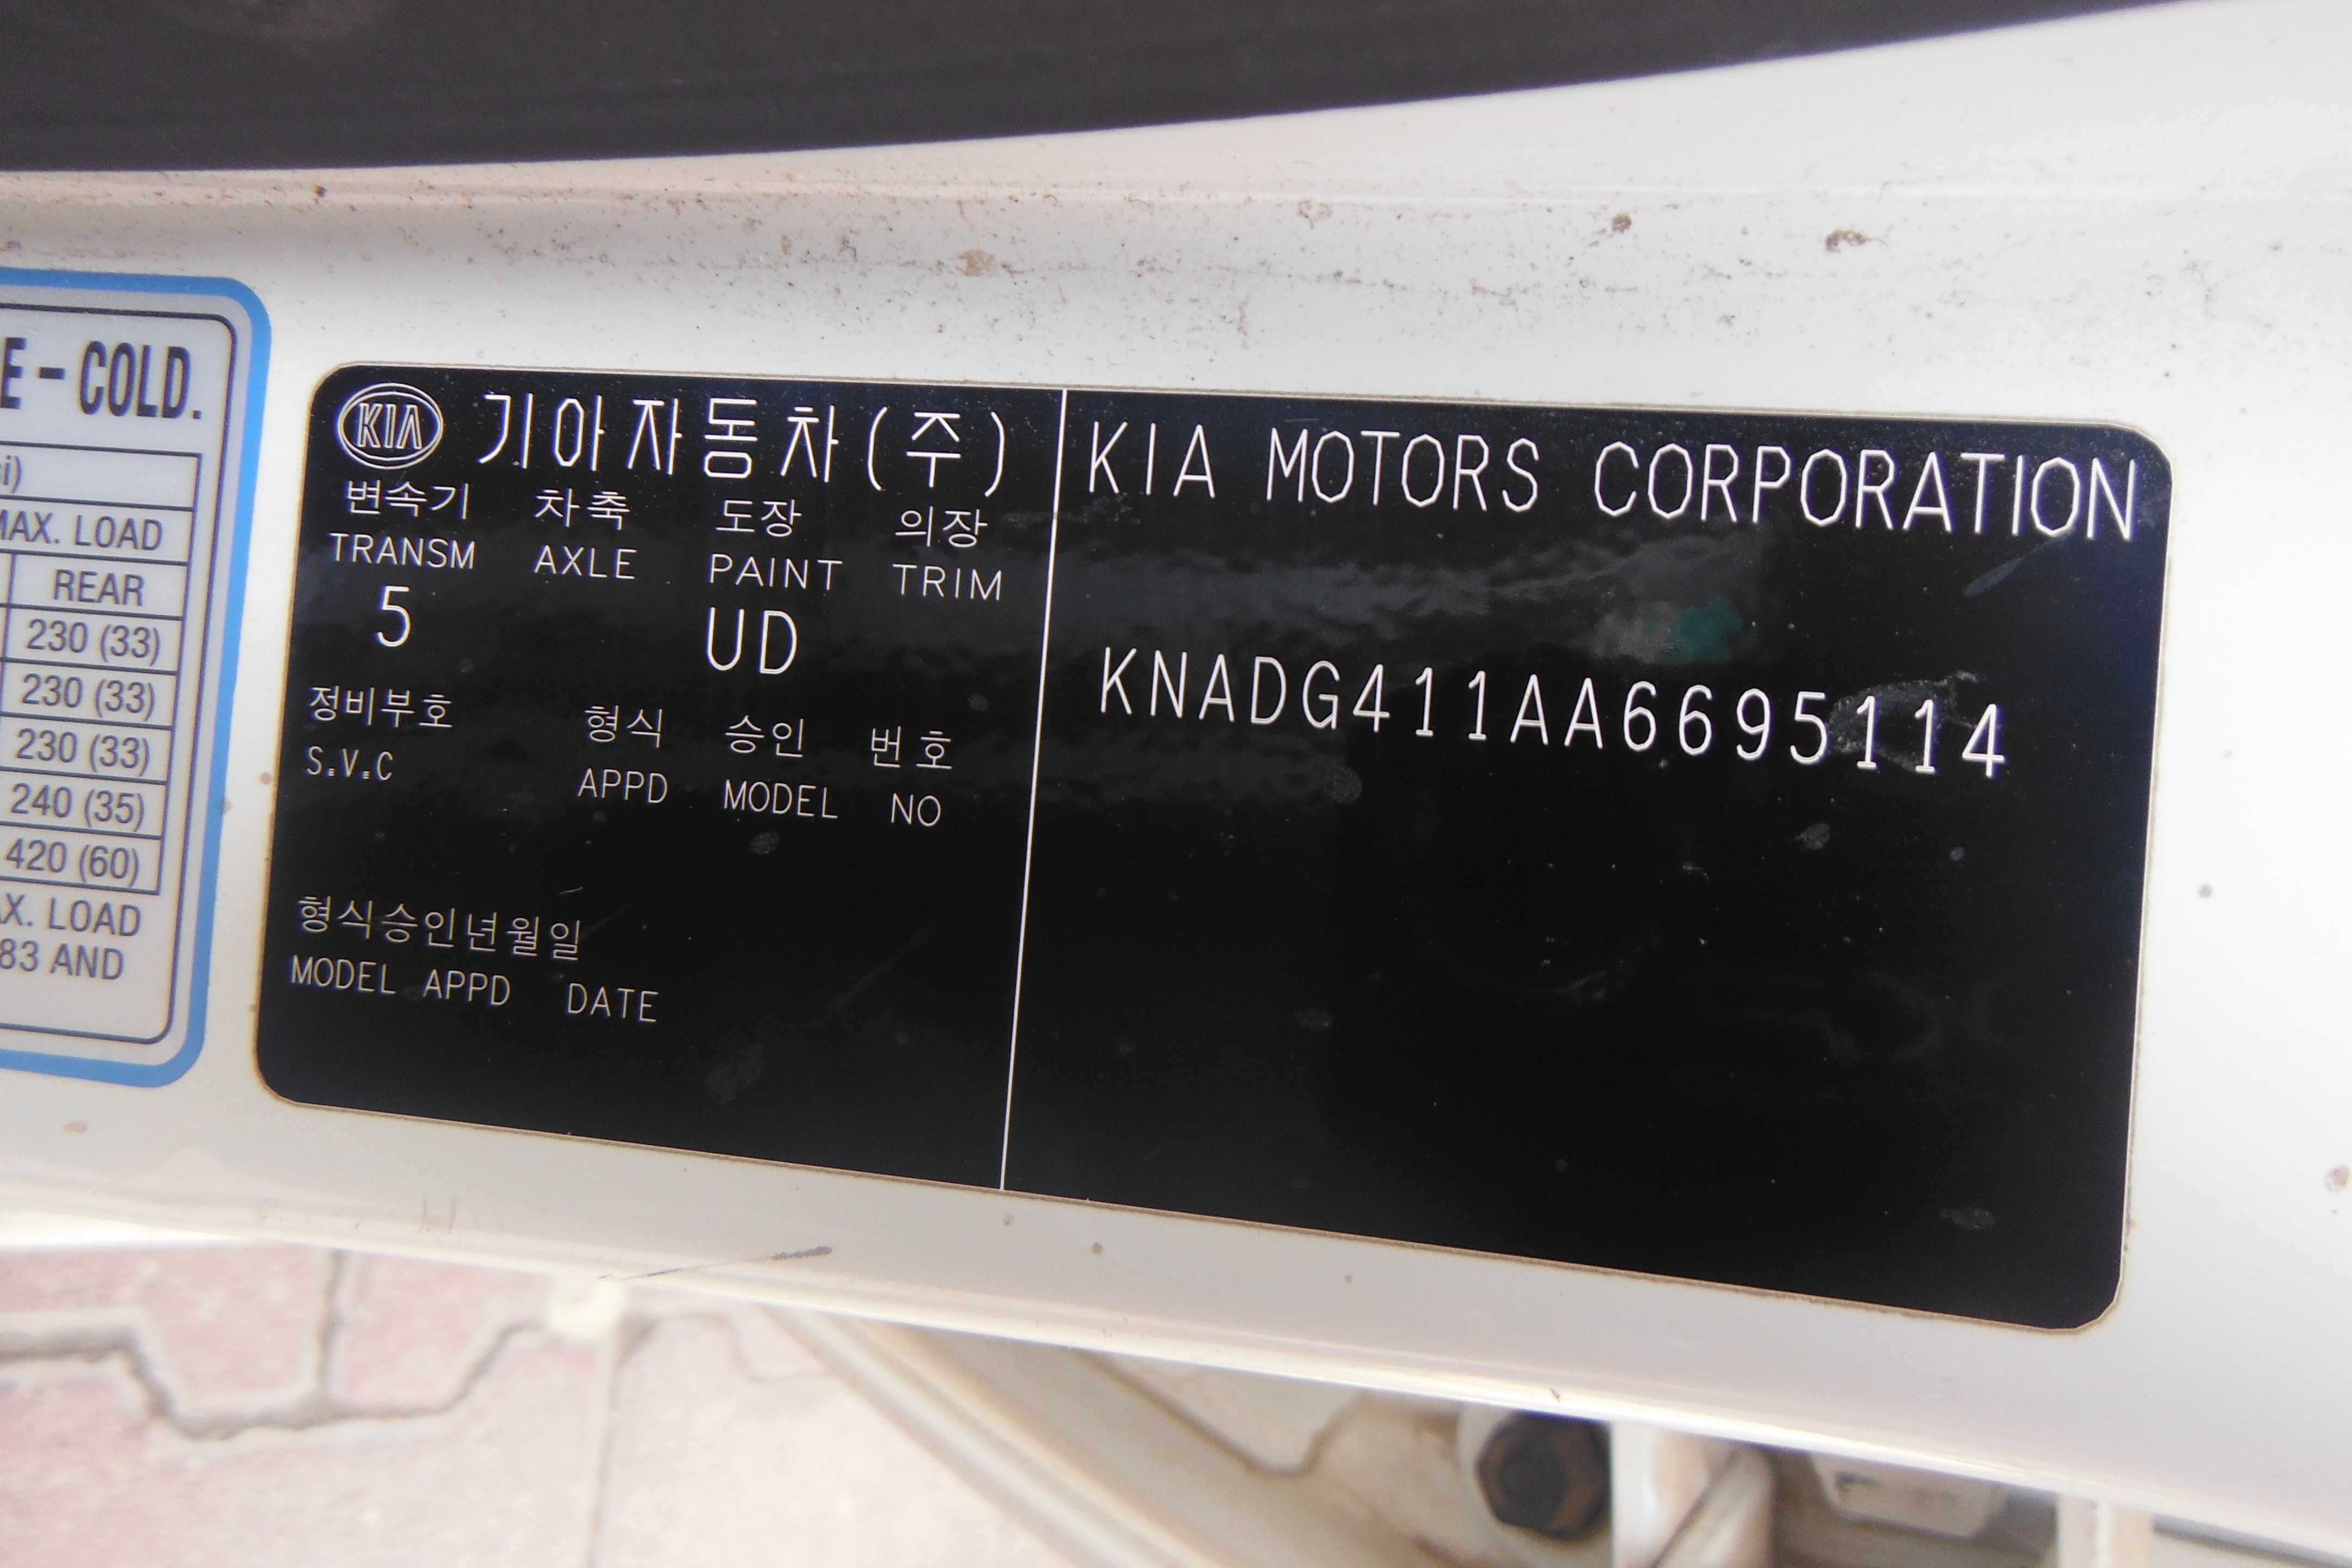 E - COLD.
MAX. LOAD
REAR
230 (33)
230 (33)
230 (33)
240 (35)
420 (60)
X. LOAD
83 AND
KIA 기아자동차(주)
변속기 차축 도장 의장
TRANSM AXLE PAINT TRIM
5 UD
정비부호 형식 승인 번호
S.V.C APPD MODEL NO
형식승인년월일
MODEL APPD DATE
KIA MOTORS CORPORATION
KNADG411AA6695114